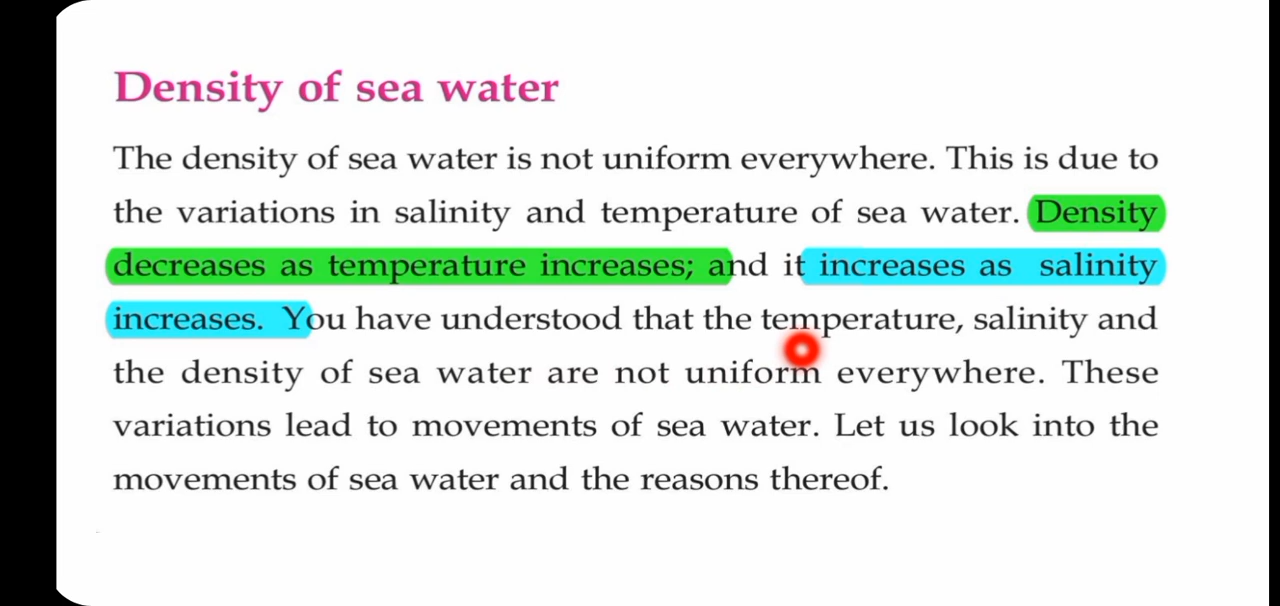 Density of sea water
The density of sea water is not uniform everywhere. This is due to
the variations in salinity and temperature of sea water. Density
decreases as temperature increases; and it increases as salinity
increases. You have understood that the temperature, salinity and
the density of sea water are not uniform everywhere. These
variations lead to movements of sea water. Let us look into the
movements of sea water and the reasons thereof.